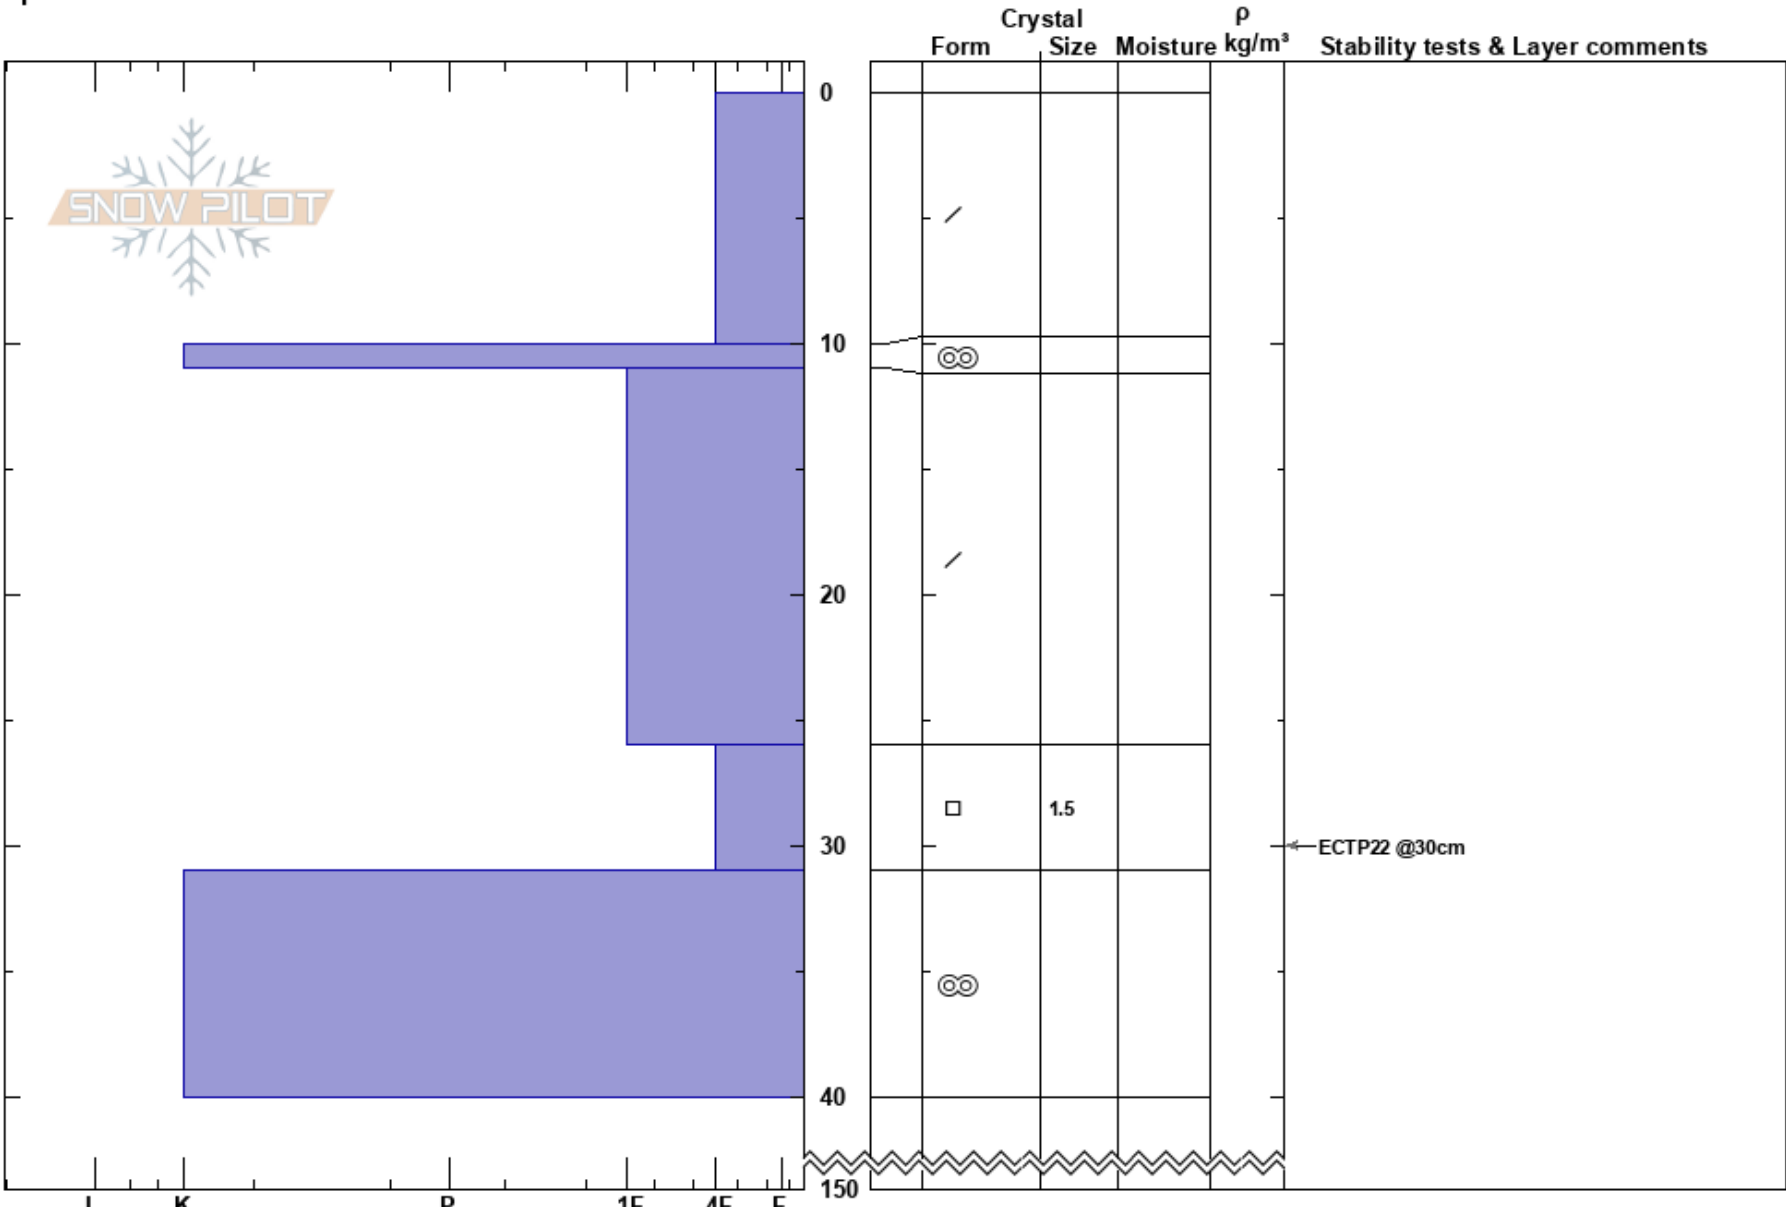 Crystal
ρ
Form Size Moisture kg/m³ Stability tests & Layer comments
0
SNOW PILOT
10
20
1.5
30
ECTP22 @30cm
40
150
I K P 1F 4F F